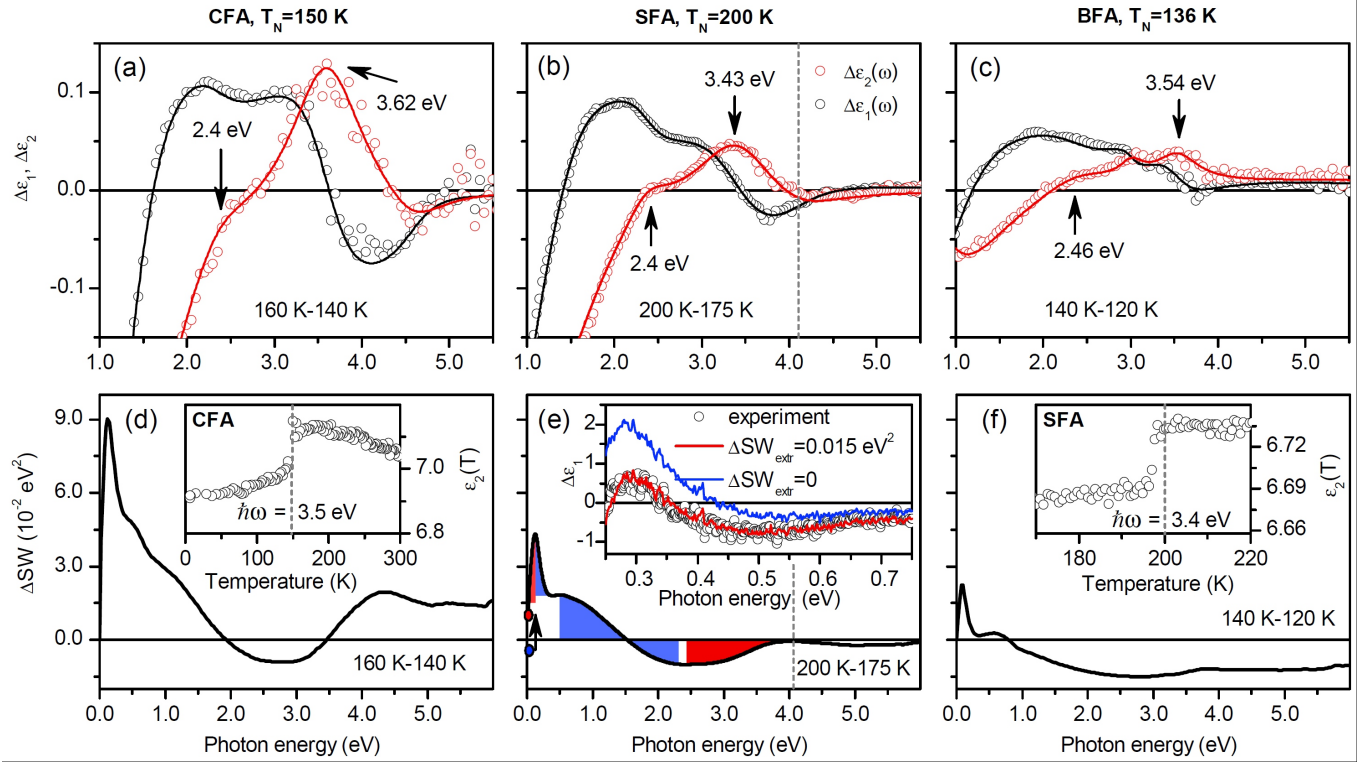 CFA, T_N=150 K
SFA, T_N=200 K
BFA, T_N=136 K
(a)
3.62 eV
2.4 eV
160 K-140 K
0.1
0.0
-0.1
Δε₁, Δε₂
1.0 2.0 3.0 4.0 5.0
(b)
3.43 eV
Δε₂(ω)
Δε₁(ω)
2.4 eV
200 K-175 K
1.0 2.0 3.0 4.0 5.0
(c)
3.54 eV
2.46 eV
140 K-120 K
1.0 2.0 3.0 4.0 5.0
(d)
CFA
ε₂(T)
7.0
6.8
ħω = 3.5 eV
0 100 200 300
Temperature (K)
9.0
6.0
3.0
0.0
ΔSW (10⁻² eV²)
160 K-140 K
0.0 1.0 2.0 3.0 4.0 5.0
Photon energy (eV)
(e)
experiment
ΔSW_extr=0.015 eV²
ΔSW_extr=0
Δε₁
2
1
0
-1
0.3 0.4 0.5 0.6 0.7
Photon energy (eV)
200 K-175 K
0.0 1.0 2.0 3.0 4.0 5.0
Photon energy (eV)
(f)
SFA
ε₂(T)
6.72
6.69
6.66
ħω = 3.4 eV
180 200 220
Temperature (K)
140 K-120 K
0.0 1.0 2.0 3.0 4.0 5.0
Photon energy (eV)